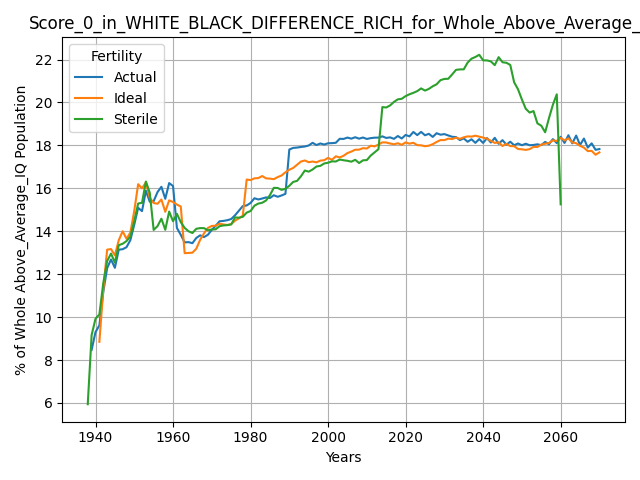 Score_0_in_WHITE_BLACK_DIFFERENCE_RICH_for_Whole_Above_Average_
Fertility
Actual
Ideal
Sterile
% of Whole Above_Average_IQ Population
22
20
18
16
14
12
10
8
6
1940
1960
1980
2000
2020
2040
2060
Years